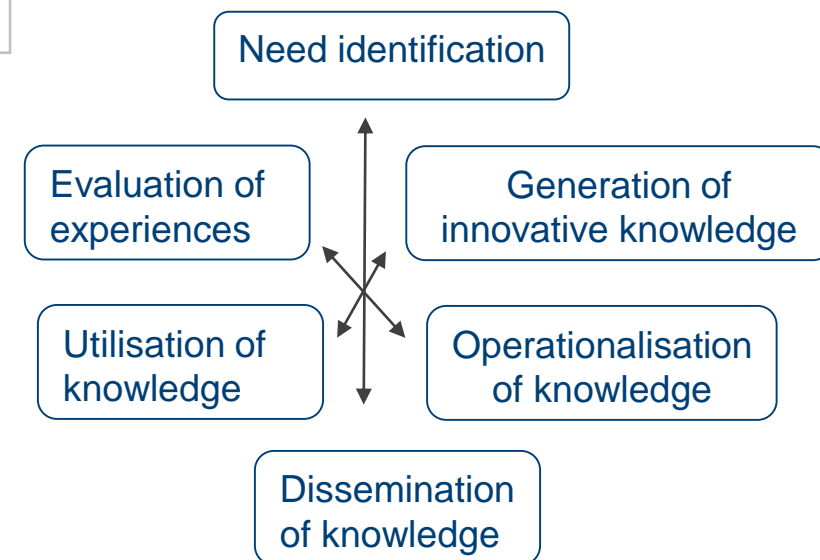 Need identification
Evaluation of
experiences
Generation of
innovative knowledge
Utilisation of
knowledge
Operationalisation
of knowledge
Dissemination
of knowledge